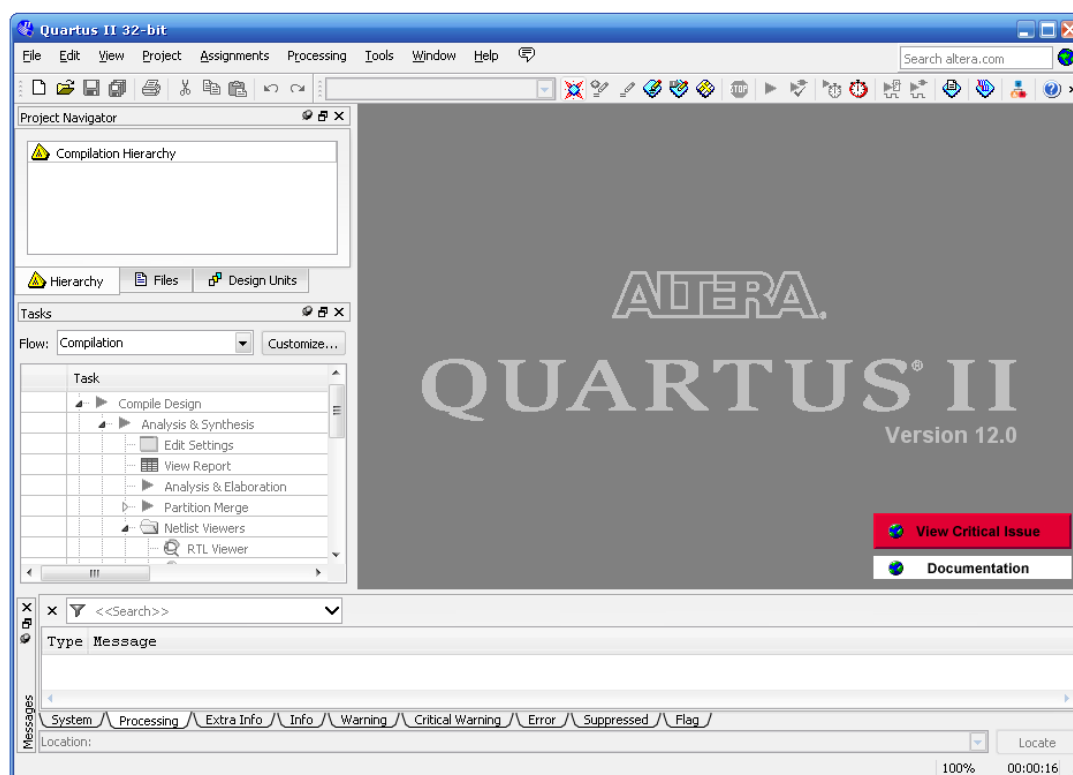 Quartus II 32-bit
File Edit View Project Assignments Processing Tools Window Help
Search altera.com
STOP
Project Navigator
Compilation Hierarchy
Hierarchy Files Design Units
Tasks
Flow: Compilation Customize...
Task
Compile Design
Analysis & Synthesis
Edit Settings
View Report
Analysis & Elaboration
Partition Merge
Netlist Viewers
RTL Viewer
ALTERA®
QUARTUS® II
Version 12.0
View Critical Issue
Documentation
<<Search>>
Type Message
Messages
System Processing Extra Info Info Warning Critical Warning Error Suppressed Flag
Location: Locate
100% 00:00:16